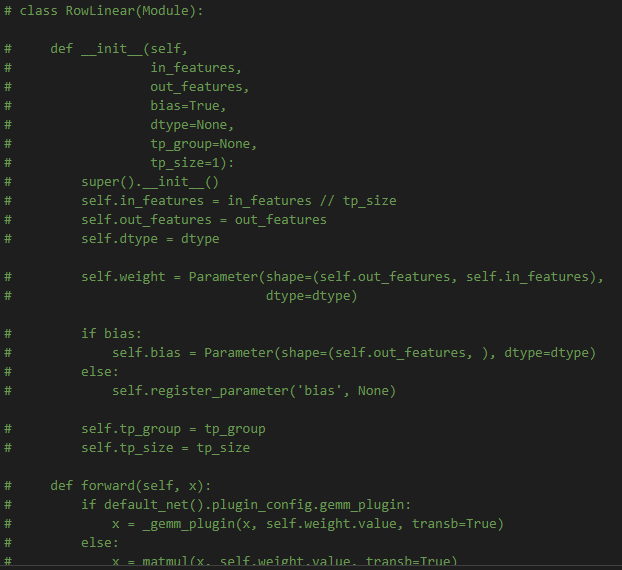 # class RowLinear(Module):
#     def __init__(self,
#                  in_features,
#                  out_features,
#                  bias=True,
#                  dtype=None,
#                  tp_group=None,
#                  tp_size=1):
#         super().__init__()
#         self.in_features = in_features // tp_size
#         self.out_features = out_features
#         self.dtype = dtype
#         self.weight = Parameter(shape=(self.out_features, self.in_features),
#                                 dtype=dtype)
#         if bias:
#             self.bias = Parameter(shape=(self.out_features, ), dtype=dtype)
#         else:
#             self.register_parameter('bias', None)
#         self.tp_group = tp_group
#         self.tp_size = tp_size
#     def forward(self, x):
#         if default_net().plugin_config.gemm_plugin:
#             x = _gemm_plugin(x, self.weight.value, transb=True)
#         else:
#             x = matmul(x, self.weight.value, transb=True)